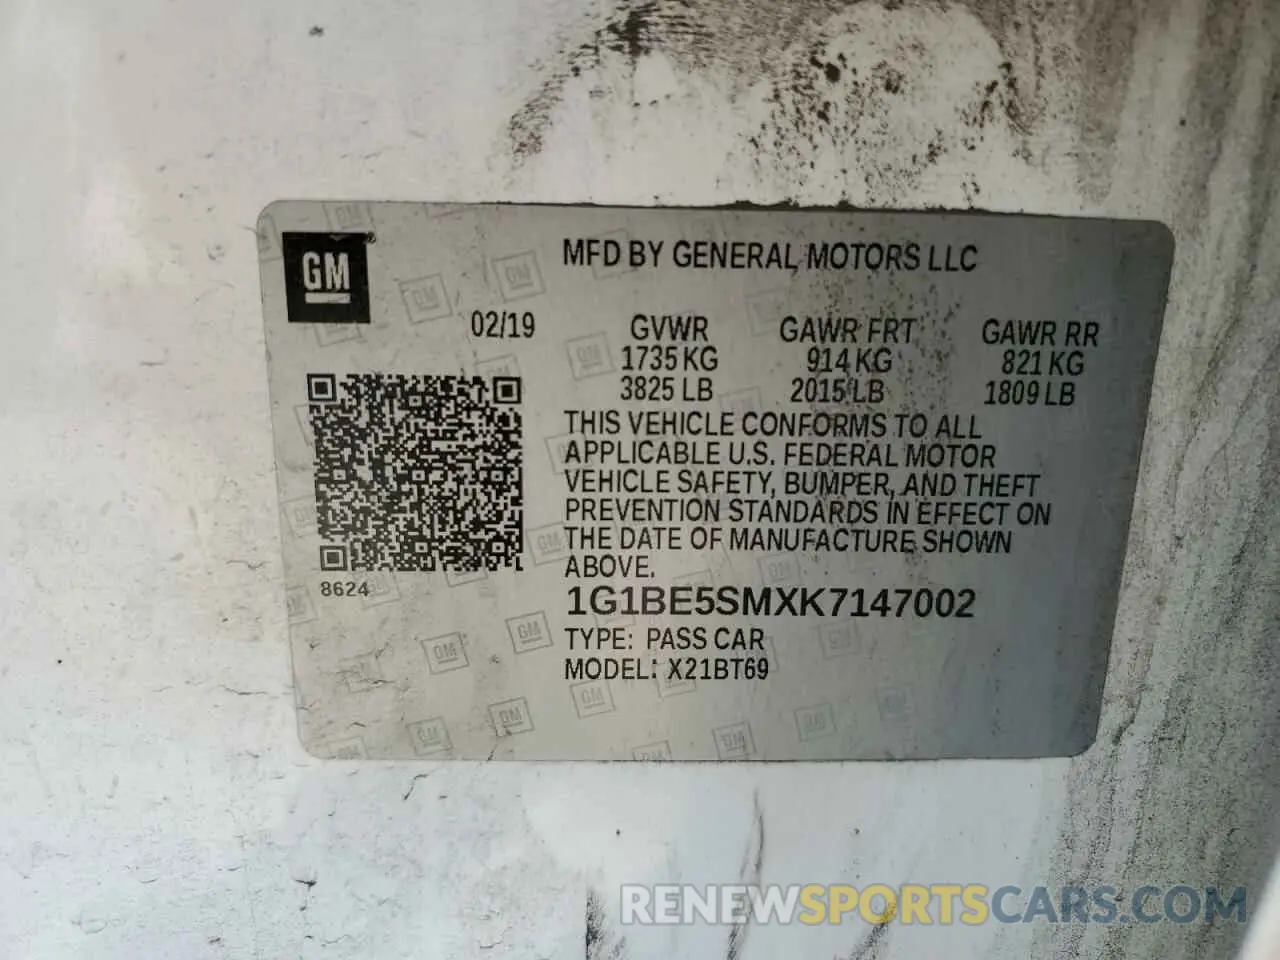 GM®
MFD BY GENERAL MOTORS LLC
02/19
GVWR GAWR FRT GAWR RR
1735 KG 914 KG 821 KG
3825 LB 2015 LB 1809 LB
THIS VEHICLE CONFORMS TO ALL
APPLICABLE U.S. FEDERAL MOTOR
VEHICLE SAFETY, BUMPER, AND THEFT
PREVENTION STANDARDS IN EFFECT ON
THE DATE OF MANUFACTURE SHOWN
ABOVE.
8624
1G1BE5SMXK7147002
TYPE: PASS CAR
MODEL: X21BT69
RENEWSPORTSCARS.COM